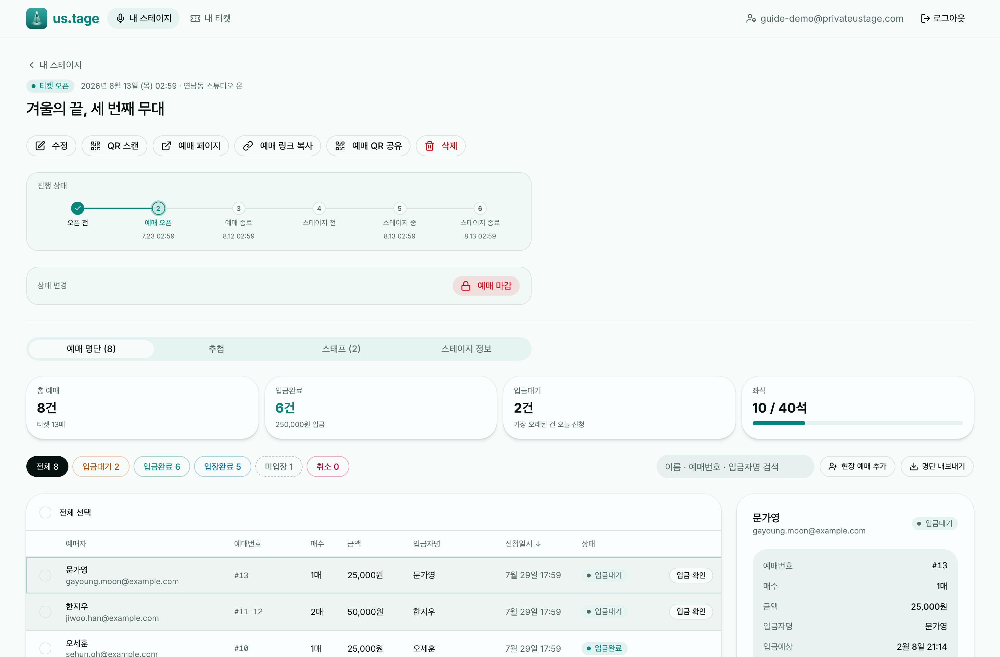 us.tage
내 스테이지
내 티켓
guide-demo@privateustage.com
로그아웃
내 스테이지
티켓 오픈
2026년 8월 13일 (목) 02:59 · 연남동 스튜디오 온
겨울의 끝, 세 번째 무대
수정
QR 스캔
예매 페이지
예매 링크 복사
예매 QR 공유
삭제
진행 상태
2
3
4
5
6
오픈 전
예매 오픈
예매 종료
스테이지 전
스테이지 중
스테이지 종료
7.23 02:59
8.12 02:59
8.13 02:59
8.13 02:59
상태 변경
예매 마감
예매 명단 (8)
추첨
스태프 (2)
스테이지 정보
총 예매
8건
티켓 13매
입금완료
6건
250,000원 입금
입금대기
2건
가장 오래된 건 오늘 신청
좌석
10 / 40석
전체 8
입금대기 2
입금완료 6
입장완료 5
미입장 1
취소 0
이름 · 예매번호 · 입금자명 검색
현장 예매 추가
명단 내보내기
전체 선택
예매자 예매번호 매수 금액 입금자명 신청일시 ↓ 상태
문가영
gayoung.moon@example.com
#13 1매 25,000원 문가영 7월 29일 17:59 입금대기 입금 확인
한지우
jiwoo.han@example.com
#11-12 2매 50,000원 한지우 7월 29일 17:59 입금대기 입금 확인
오세훈
sehun.oh@example.com
#10 1매 25,000원 오세훈 7월 29일 17:59 입금완료
문가영
gayoung.moon@example.com
입금대기
예매번호 #13
매수 1매
금액 25,000원
입금자명 문가영
입금예상 2월 8일 21:14